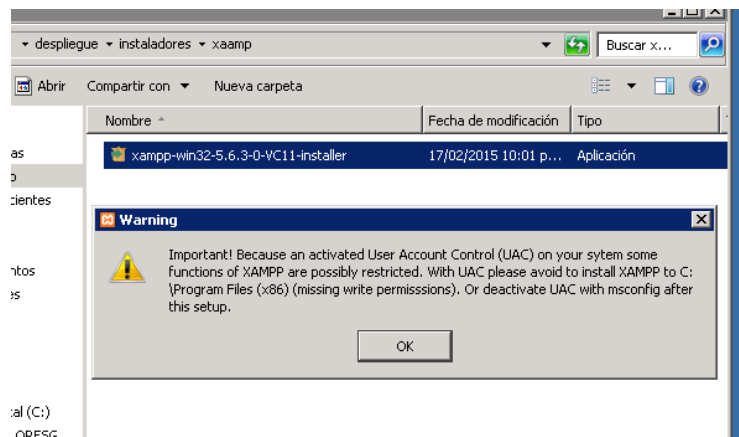 despliegue instaladores xaamp Buscar x...
Abrir Compartir con Nueva carpeta
Nombre Fecha de modificación Tipo
xampp-win32-5.6.3-0-VC11-installer 17/02/2015 10:01 p... Aplicación
as
cientes
Warning
Important! Because an activated User Account Control (UAC) on your sytem some
functions of XAMPP are possibly restricted. With UAC please avoid to install XAMPP to C:
\Program Files (x86) (missing write permisssions). Or deactivate UAC with msconfig after
this setup.
ntos
es
OK
al (C:)